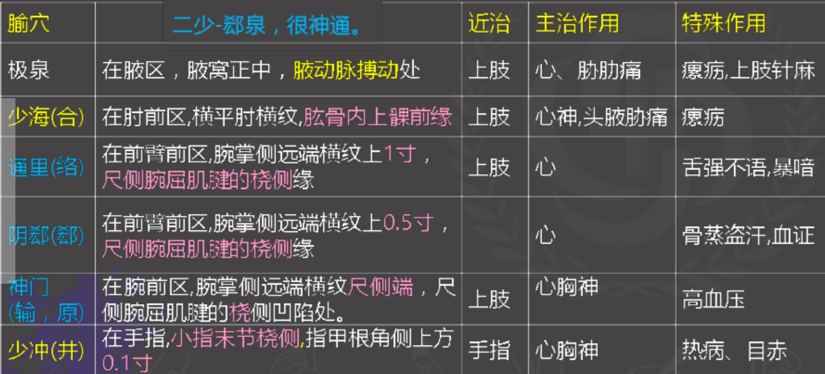 腧穴 二少-郄泉，很神通。 近治 主治作用 特殊作用
极泉 在腋区，腋窝正中，腋动脉搏动处 上肢 心、胁肋痛 瘰疬,上肢针麻
少海(合) 在肘前区,横平肘横纹,肱骨内上髁前缘 上肢 心神,头腋胁痛 瘰疬
通里(络) 在前臂前区,腕掌侧远端横纹上1寸，
尺侧腕屈肌腱的桡侧缘 上肢 心 舌强不语,暴喑
阴郄(郄) 在前臂前区,腕掌侧远端横纹上0.5寸，
尺侧腕屈肌腱的桡侧缘 心 骨蒸盗汗,血证
神门
(输，原) 在腕前区,腕掌侧远端横纹尺侧端，尺
侧腕屈肌腱的桡侧凹陷处。 上肢 心胸神 高血压
少冲(井) 在手指,小指末节桡侧,指甲根角侧上方
0.1寸 手指 心胸神 热病、目赤